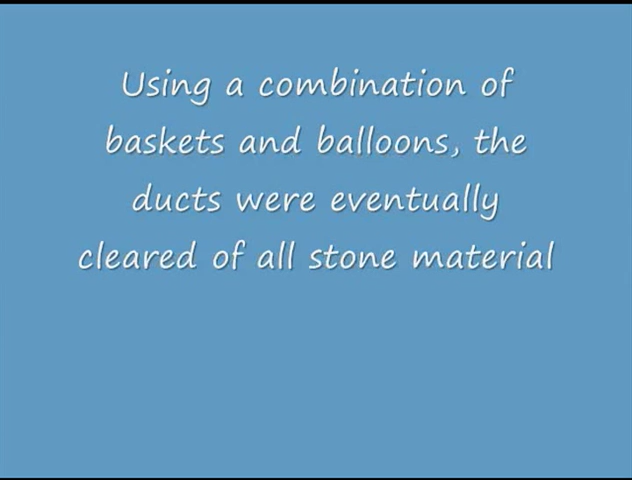 Using a combination of
baskets and balloons, the
ducts were eventually
cleared of all stone material